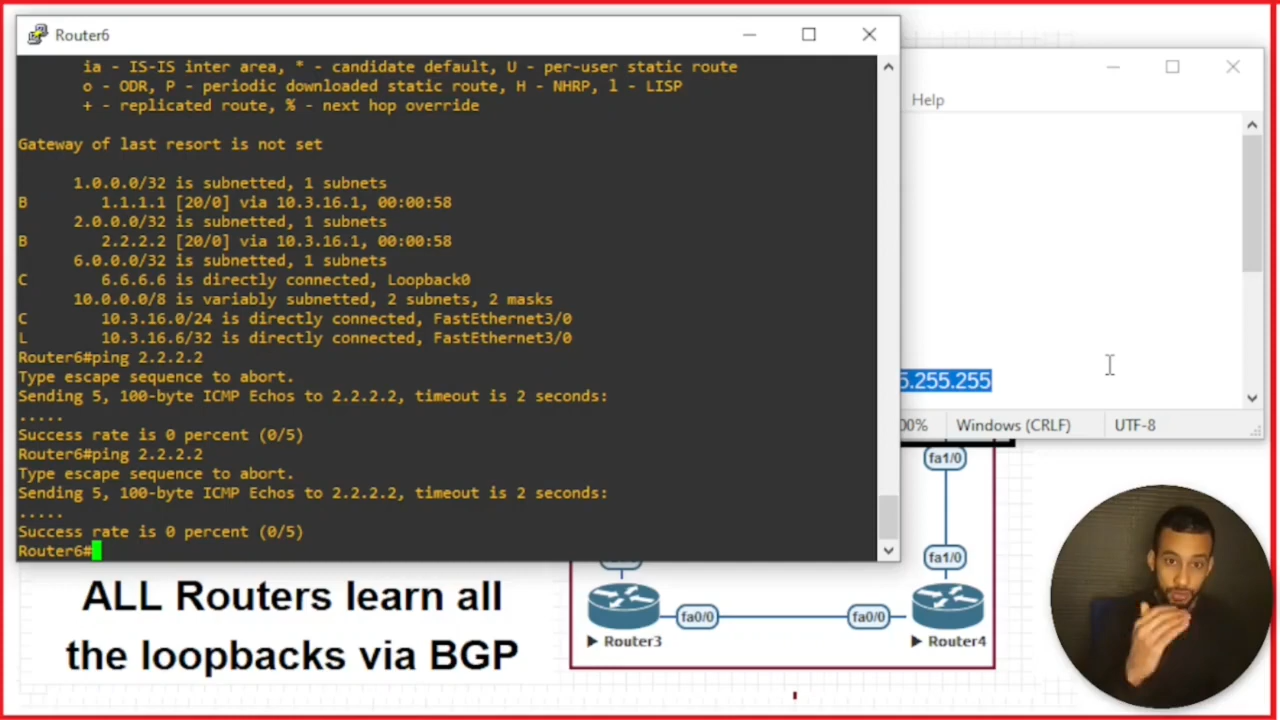 Router6
ia - IS-IS inter area, * - candidate default, U - per-user static route
o - ODR, P - periodic downloaded static route, H - NHRP, l - LISP
+ - replicated route, % - next hop override
Gateway of last resort is not set
1.0.0.0/32 is subnetted, 1 subnets
B 1.1.1.1 [20/0] via 10.3.16.1, 00:00:58
2.0.0.0/32 is subnetted, 1 subnets
B 2.2.2.2 [20/0] via 10.3.16.1, 00:00:58
6.0.0.0/32 is subnetted, 1 subnets
C 6.6.6.6 is directly connected, Loopback0
10.0.0.0/8 is variably subnetted, 2 subnets, 2 masks
C 10.3.16.0/24 is directly connected, FastEthernet3/0
L 10.3.16.6/32 is directly connected, FastEthernet3/0
Router6#ping 2.2.2.2
Type escape sequence to abort.
Sending 5, 100-byte ICMP Echos to 2.2.2.2, timeout is 2 seconds:
.....
Success rate is 0 percent (0/5)
Router6#ping 2.2.2.2
Type escape sequence to abort.
Sending 5, 100-byte ICMP Echos to 2.2.2.2, timeout is 2 seconds:
.....
Success rate is 0 percent (0/5)
Router6#
Help
5.255.255
00% Windows (CRLF) UTF-8
fa1/0
fa1/0
fa0/0 fa0/0
Router3 Router4
ALL Routers learn all
the loopbacks via BGP